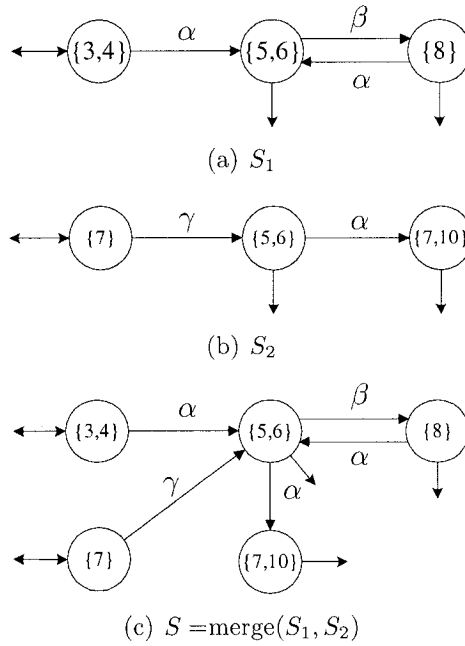 α β
{3,4} {5,6} {8}
α
(a) S₁
γ α
{7} {5,6} {7,10}
(b) S₂
α β
{3,4} {5,6} {8}
α
γ α
{7} {7,10}
(c) S =merge(S₁, S₂)